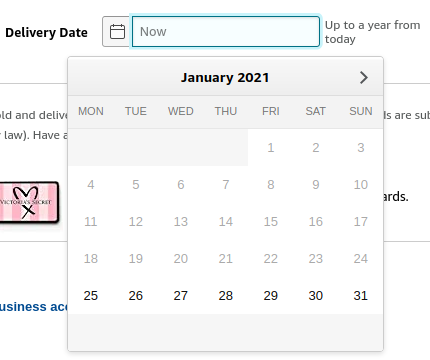 Delivery Date
Now
Up to a year from
today
January 2021
MON TUE WED THU FRI SAT SUN
1 2 3
4 5 6 7 8 9 10
11 12 13 14 15 16 17
18 19 20 21 22 23 24
25 26 27 28 29 30 31
old and delive
ds are sub
law). Have a
VICTORIA'S SECRET
ards.
usiness acc